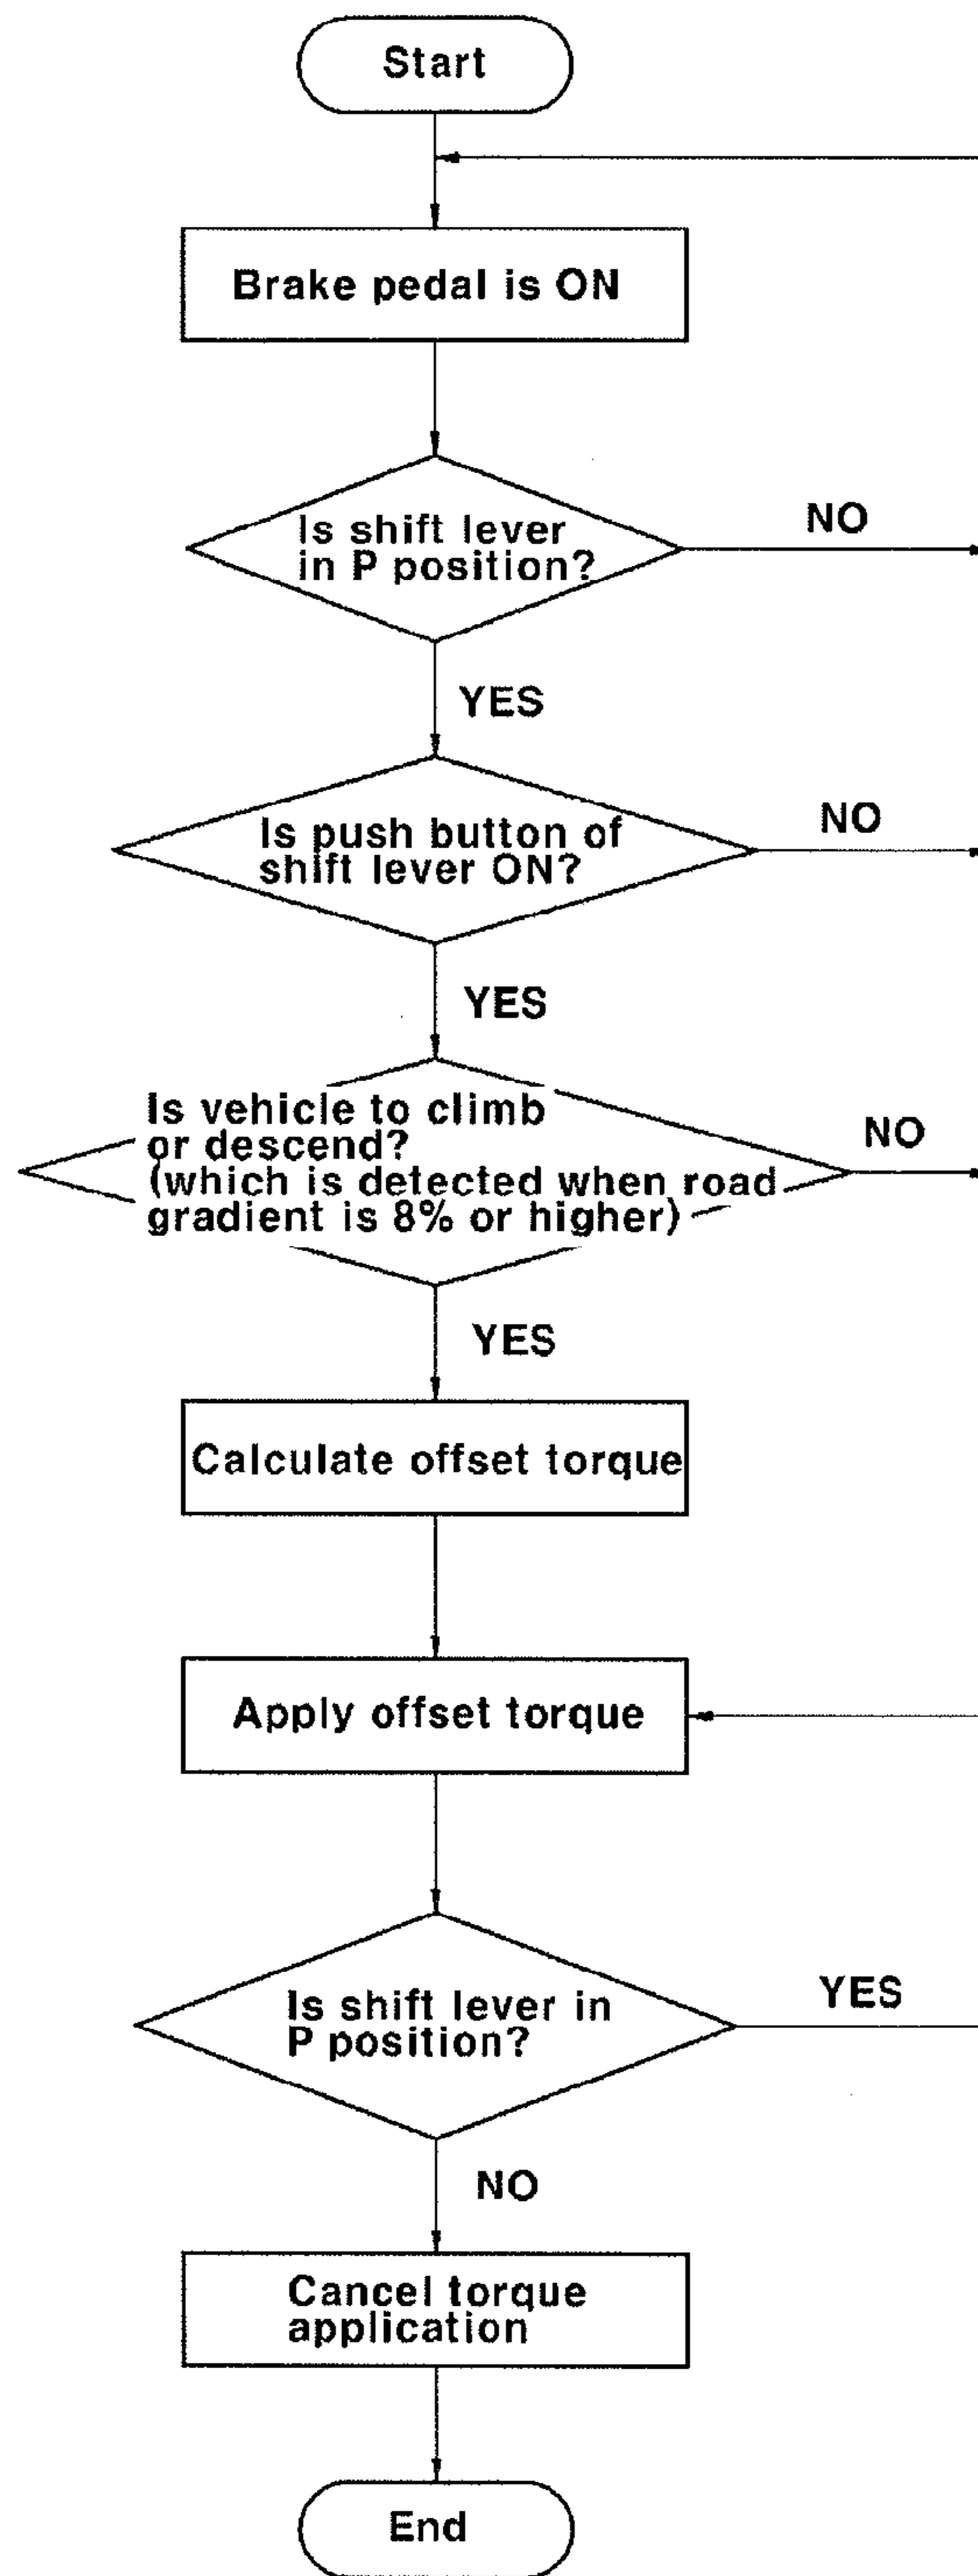 Start
Brake pedal is ON
Is shift lever
in P position?
NO
YES
Is push button of
shift lever ON?
NO
YES
Is vehicle to climb
or descend?
(which is detected when road
gradient is 8% or higher)
NO
YES
Calculate offset torque
Apply offset torque
Is shift lever in
P position?
YES
NO
Cancel torque
application
End